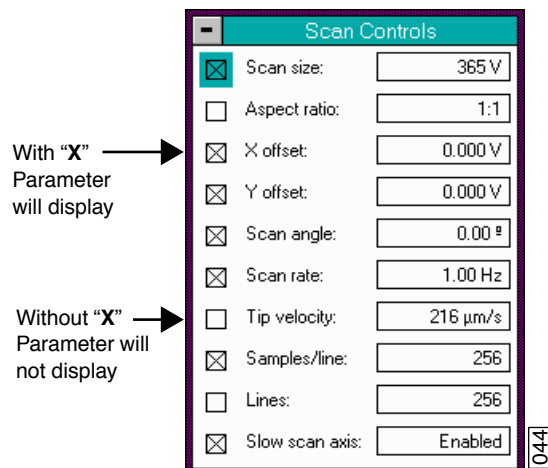 Scan Controls
Scan size: 365 V
Aspect ratio: 1:1
With “X”
Parameter
will display
X offset: 0.000 V
Y offset: 0.000 V
Scan angle: 0.00 º
Scan rate: 1.00 Hz
Without “X”
Parameter will
not display
Tip velocity: 216 µm/s
Samples/line: 256
Lines: 256
Slow scan axis: Enabled
044